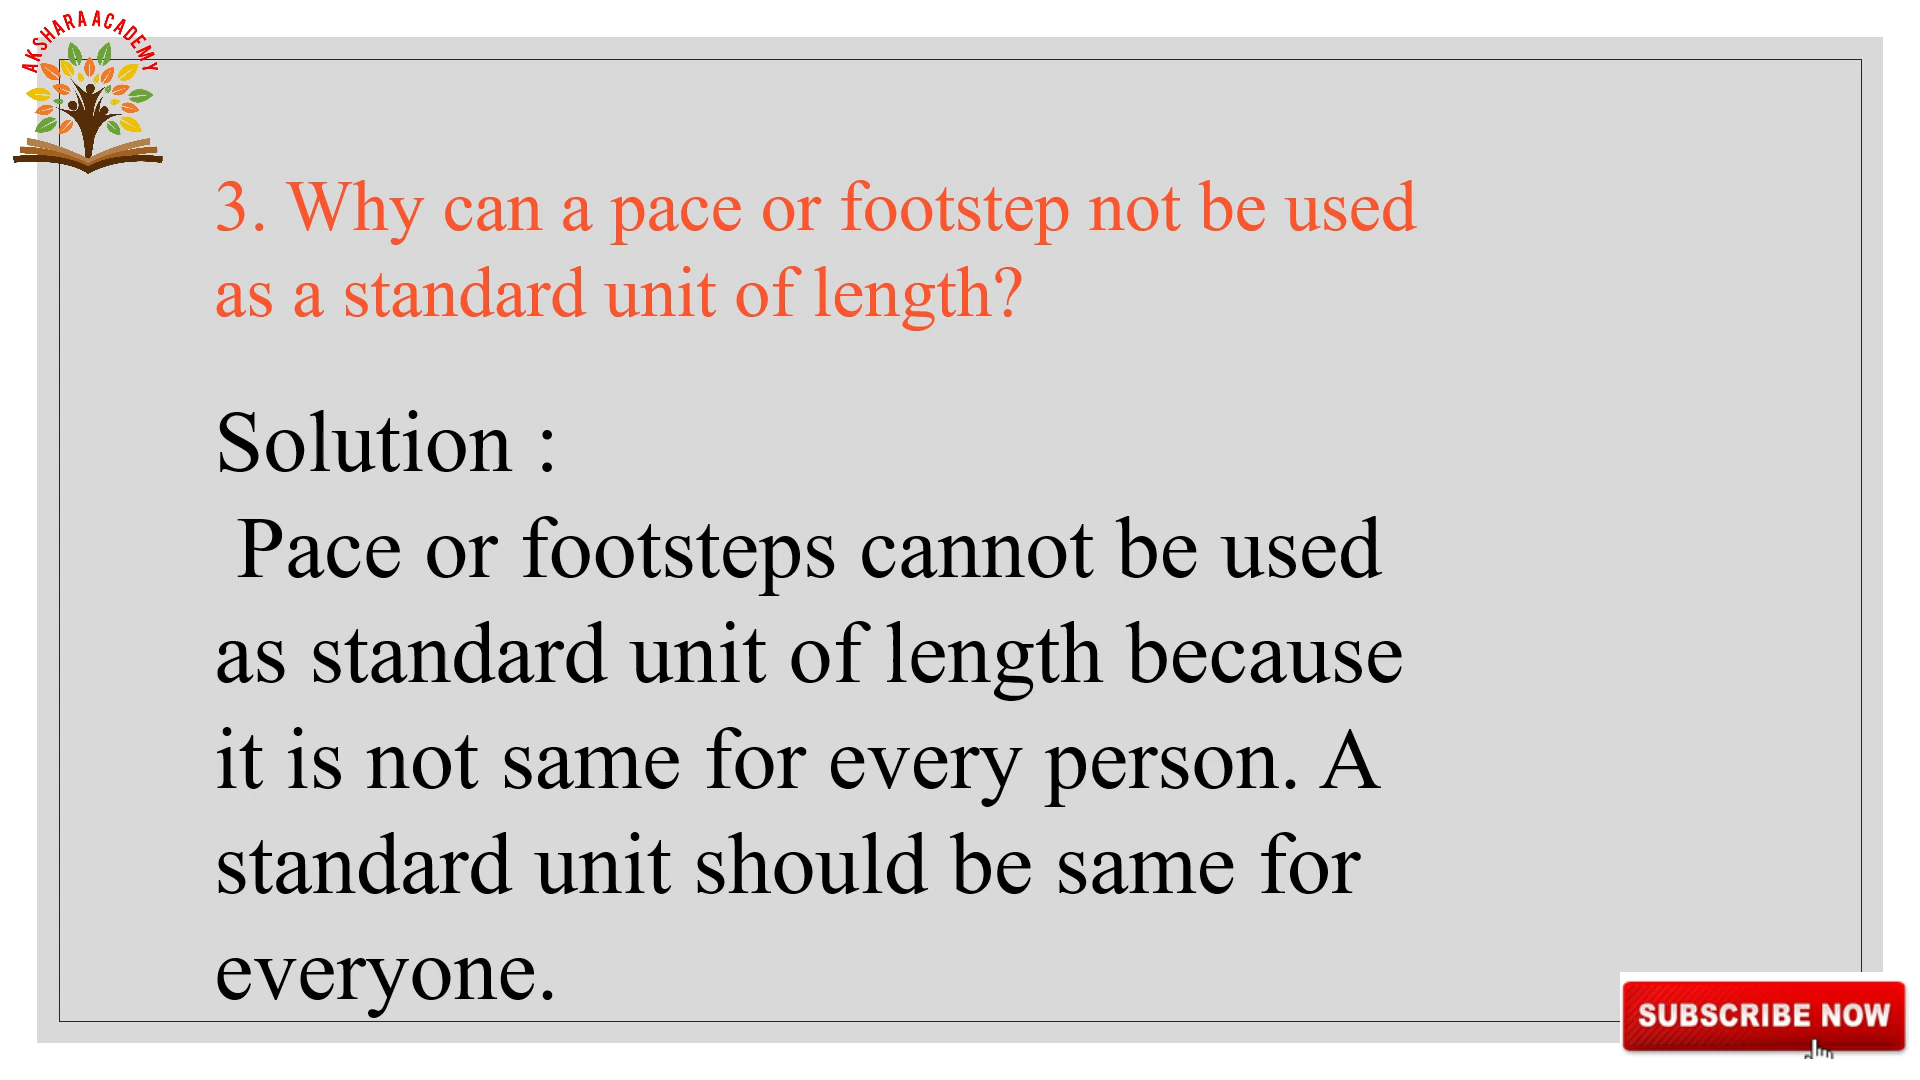 AKSHARA ACADEMY
3. Why can a pace or footstep not be used
as a standard unit of length?
Solution :
Pace or footsteps cannot be used
as standard unit of length because
it is not same for every person. A
standard unit should be same for
everyone.
SUBSCRIBE NOW